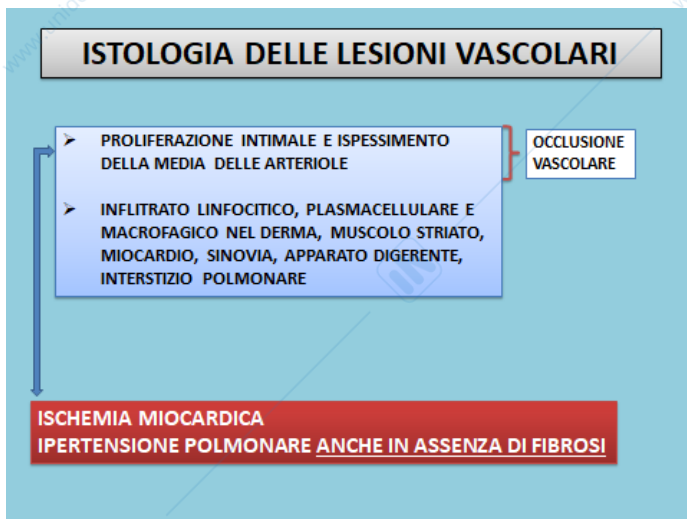 ISTOLOGIA DELLE LESIONI VASCOLARI
➢ PROLIFERAZIONE INTIMALE E ISPESSIMENTO
DELLA MEDIA DELLE ARTERIOLE
OCCLUSIONE
VASCOLARE
➢ INFLITRATO LINFOCITICO, PLASMACELLULARE E
MACROFAGICO NEL DERMA, MUSCOLO STRIATO,
MIOCARDIO, SINOVIA, APPARATO DIGERENTE,
INTERSTIZIO POLMONARE
ISCHEMIA MIOCARDICA
IPERTENSIONE POLMONARE ANCHE IN ASSENZA DI FIBROSI